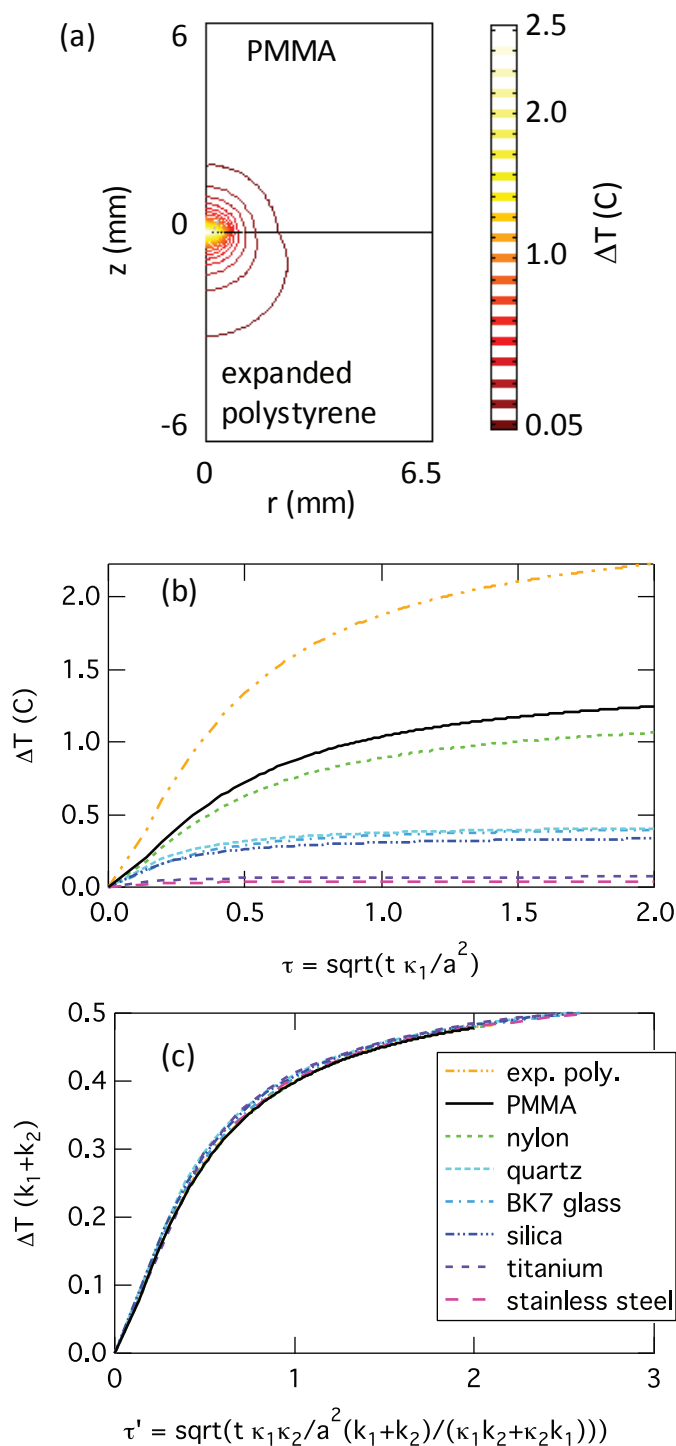 (a)
6
PMMA
z (mm)
0
expanded
polystyrene
-6
0
6.5
r (mm)
2.5
2.0
1.0
0.05
ΔT (C)
(b)
2.0
1.5
1.0
0.5
0.0
ΔT (C)
0.0
0.5
1.0
1.5
2.0
τ = sqrt(t κ₁/a²)
(c)
0.5
0.4
0.3
0.2
0.1
0.0
ΔT (k₁+k₂)
exp. poly.
PMMA
nylon
quartz
BK7 glass
silica
titanium
stainless steel
0
1
2
3
τ' = sqrt(t κ₁κ₂/a²(k₁+k₂)/(κ₁k₂+κ₂k₁)))